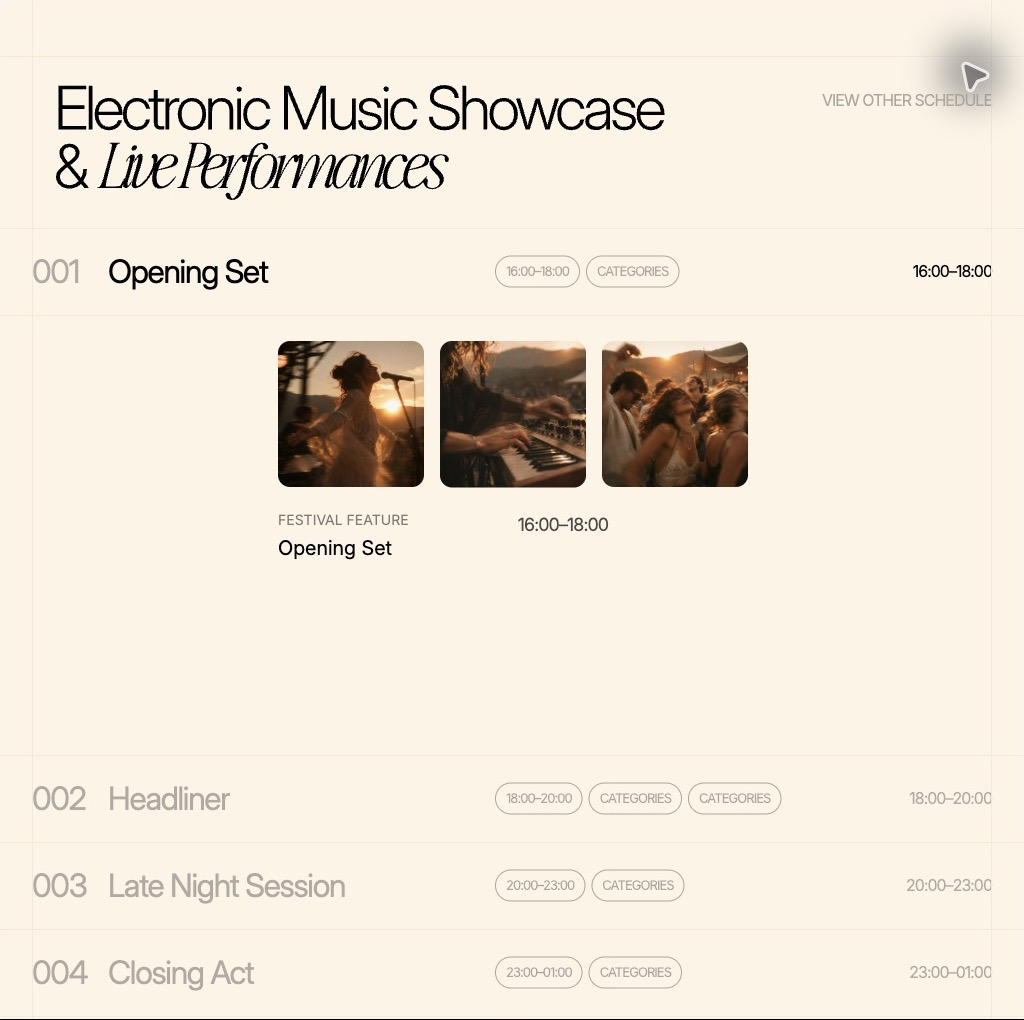 Electronic Music Showcase
& Live Performances
VIEW OTHER SCHEDULE
001 Opening Set 16:00–18:00 CATEGORIES 16:00–18:00
FESTIVAL FEATURE
Opening Set
16:00–18:00
002 Headliner 18:00–20:00 CATEGORIES CATEGORIES 18:00–20:00
003 Late Night Session 20:00–23:00 CATEGORIES 20:00–23:00
004 Closing Act 23:00–01:00 CATEGORIES 23:00–01:00